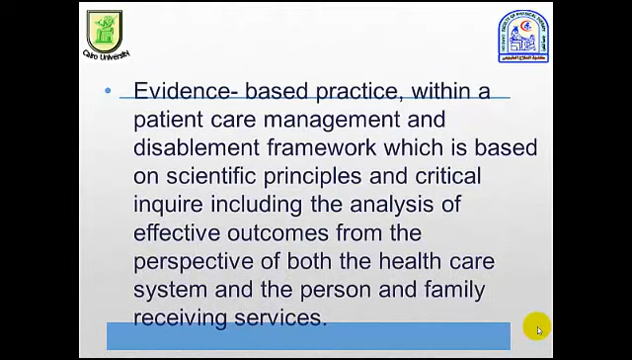 Cairo University
• Evidence- based practice, within a
patient care management and
disablement framework which is based
on scientific principles and critical
inquire including the analysis of
effective outcomes from the
perspective of both the health care
system and the person and family
receiving services.